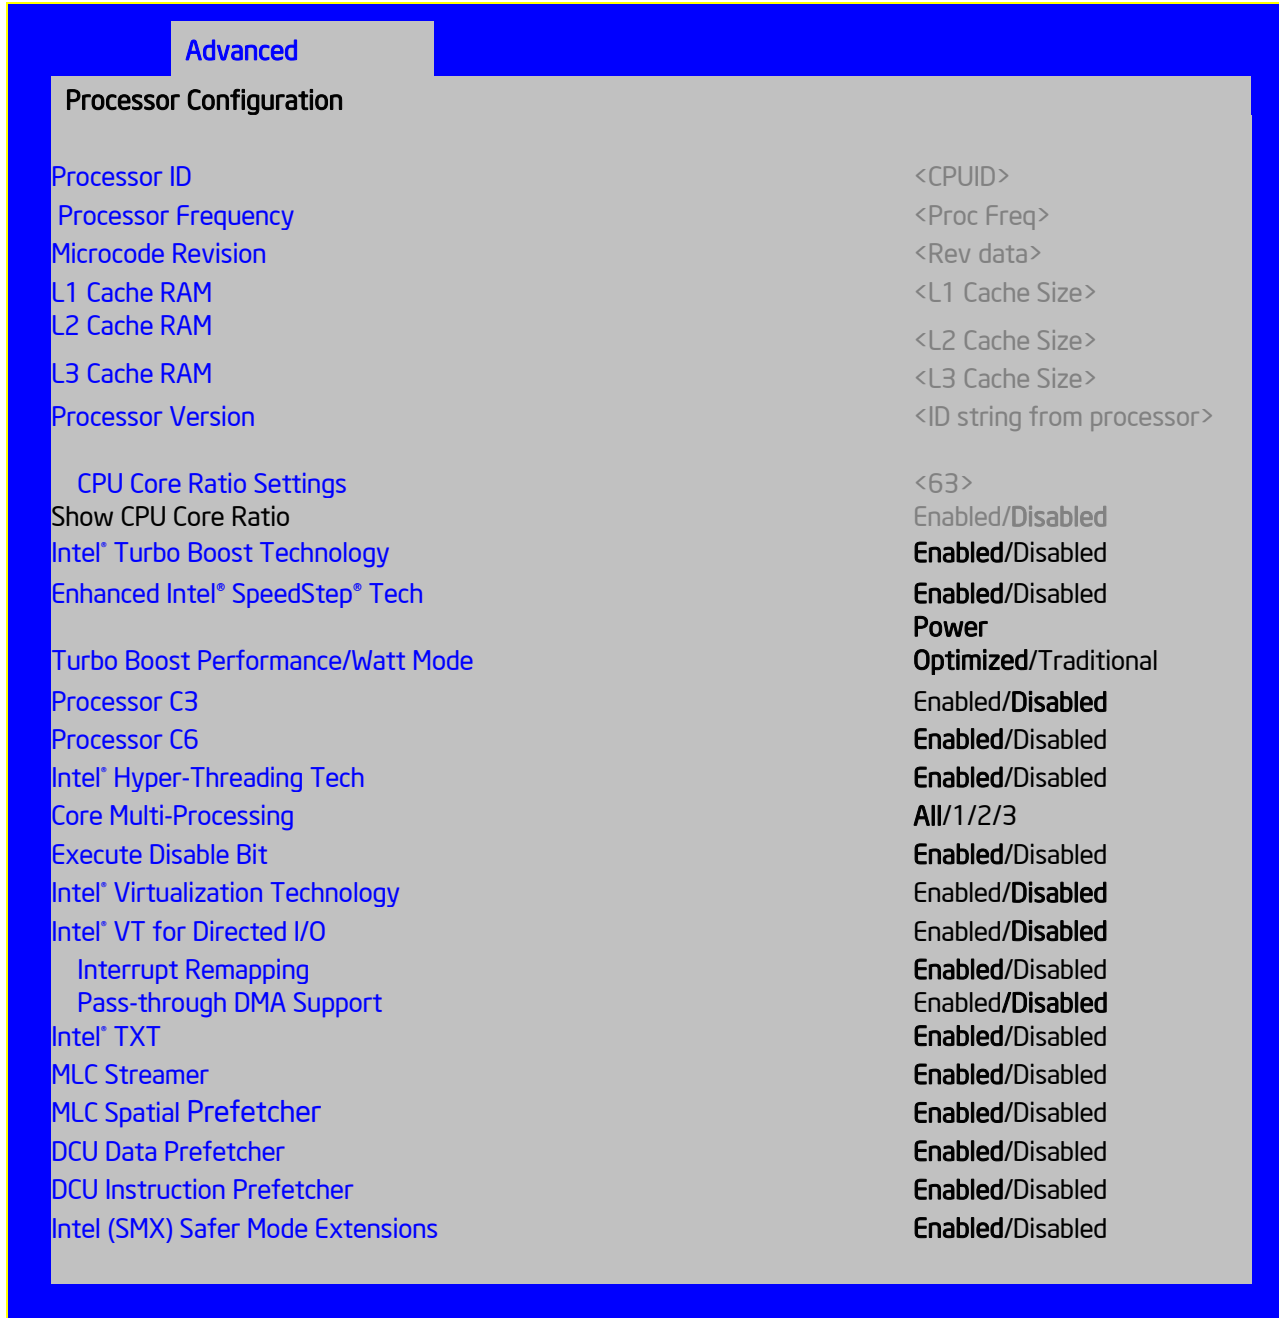 Advanced
Processor Configuration
Processor ID <CPUID>
Processor Frequency <Proc Freq>
Microcode Revision <Rev data>
L1 Cache RAM <L1 Cache Size>
L2 Cache RAM <L2 Cache Size>
L3 Cache RAM <L3 Cache Size>
Processor Version <ID string from processor>
CPU Core Ratio Settings <63>
Show CPU Core Ratio Enabled/Disabled
Intel® Turbo Boost Technology Enabled/Disabled
Enhanced Intel® SpeedStep® Tech Enabled/Disabled
Power
Turbo Boost Performance/Watt Mode Optimized/Traditional
Processor C3 Enabled/Disabled
Processor C6 Enabled/Disabled
Intel® Hyper-Threading Tech Enabled/Disabled
Core Multi-Processing All/1/2/3
Execute Disable Bit Enabled/Disabled
Intel® Virtualization Technology Enabled/Disabled
Intel® VT for Directed I/O Enabled/Disabled
Interrupt Remapping Enabled/Disabled
Pass-through DMA Support Enabled/Disabled
Intel® TXT Enabled/Disabled
MLC Streamer Enabled/Disabled
MLC Spatial Prefetcher Enabled/Disabled
DCU Data Prefetcher Enabled/Disabled
DCU Instruction Prefetcher Enabled/Disabled
Intel (SMX) Safer Mode Extensions Enabled/Disabled